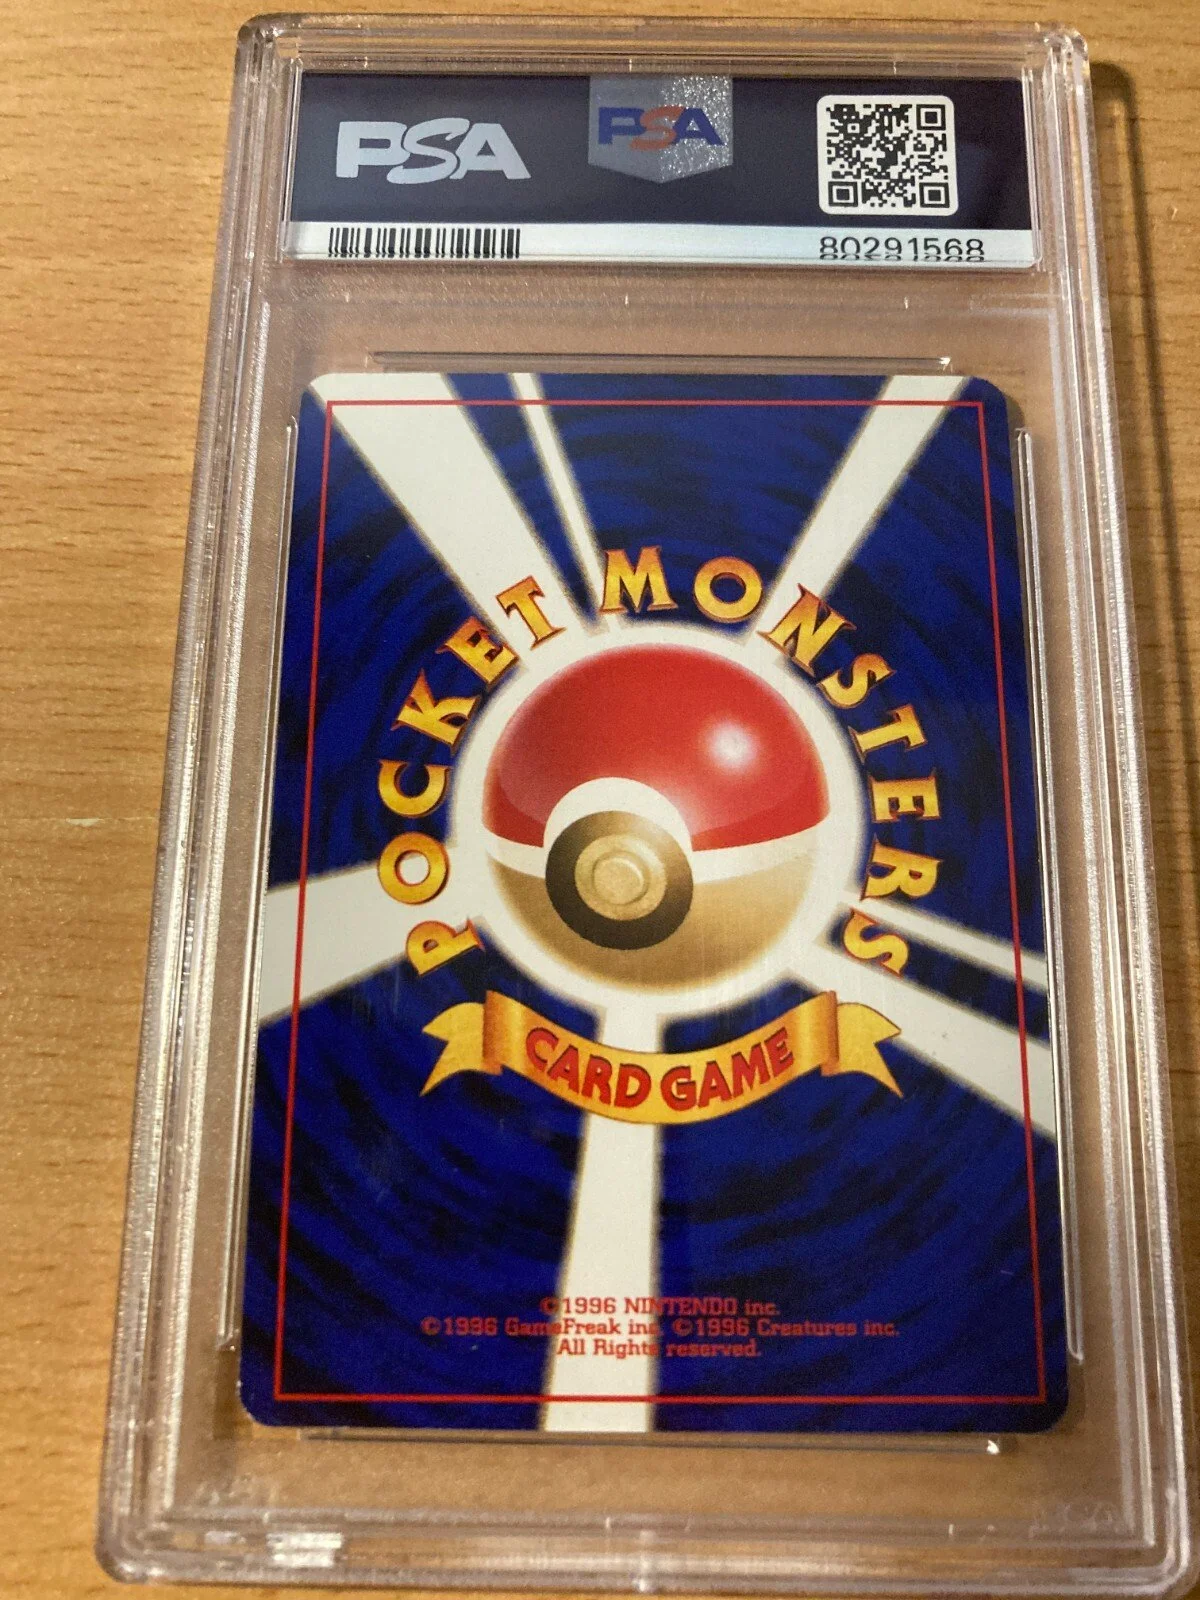 PSA PSA
80291568
POCKET MONSTERS
CARD GAME
©1996 NINTENDO inc.
©1996 GameFreak inc. ©1996 Creatures inc.
All Rights reserved.